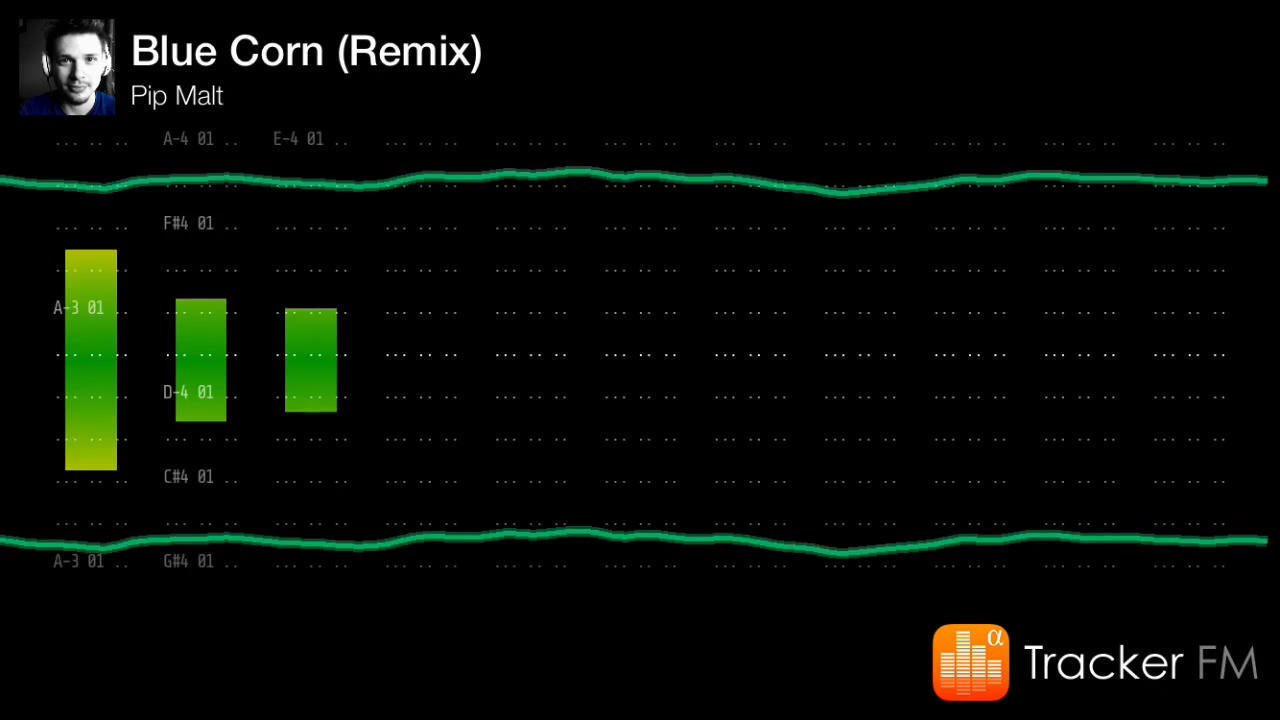 Blue Corn (Remix)
Pip Malt
... .. .. A-4 01 .. E-4 01 .. ... .. .. ... .. .. ... .. .. ... .. .. ... .. .. ... .. .. ... .. .. ... .. ..
... .. .. F#4 01 .. ... .. .. ... .. .. ... .. .. ... .. .. ... .. .. ... .. .. ... .. .. ... .. .. ... .. ..
A-3 01 .. ... .. .. ... .. .. ... .. .. ... .. .. ... .. .. ... .. .. ... .. .. ... .. .. ... .. .. ... .. ..
... .. .. D-4 01 .. ... .. .. ... .. .. ... .. .. ... .. .. ... .. .. ... .. .. ... .. .. ... .. .. ... .. ..
... .. .. C#4 01 .. ... .. .. ... .. .. ... .. .. ... .. .. ... .. .. ... .. .. ... .. .. ... .. .. ... .. ..
A-3 01 .. G#4 01 .. ... .. .. ... .. .. ... .. .. ... .. .. ... .. .. ... .. .. ... .. .. ... .. .. ... .. ..
α
Tracker FM